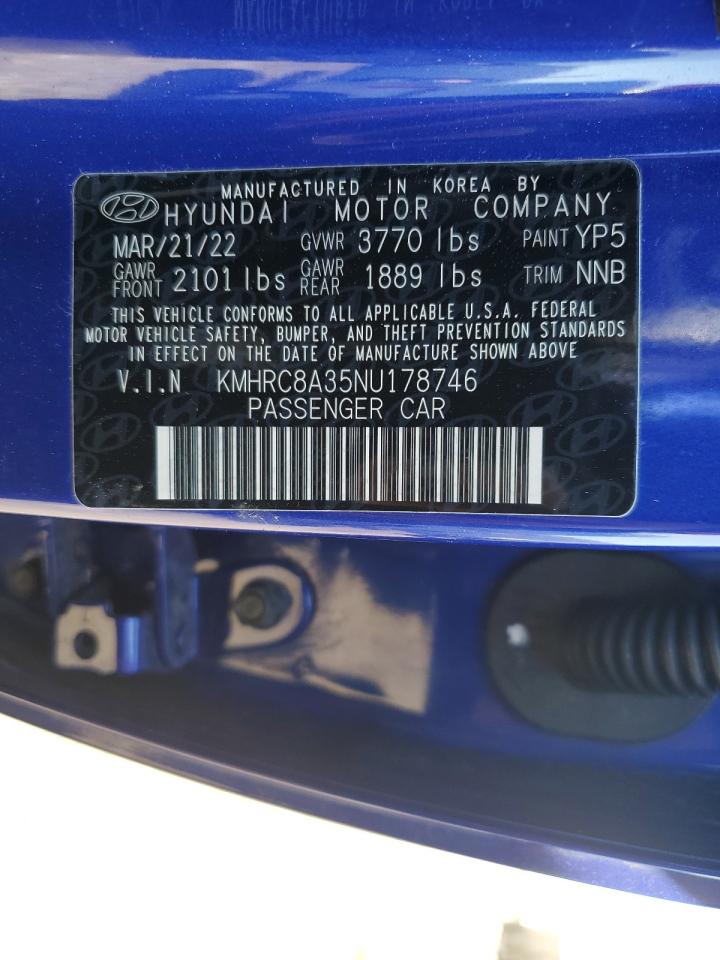 MANUFACTURED IN KOREA BY
HYUNDAI MOTOR COMPANY
MAR/21/22 GVWR 3770 lbs PAINT YP5
GAWR FRONT 2101 lbs GAWR REAR 1889 lbs TRIM NNB
THIS VEHICLE CONFORMS TO ALL APPLICABLE U.S.A. FEDERAL
MOTOR VEHICLE SAFETY, BUMPER, AND THEFT PREVENTION STANDARDS
IN EFFECT ON THE DATE OF MANUFACTURE SHOWN ABOVE
V.I.N KMHRC8A35NU178746
PASSENGER CAR